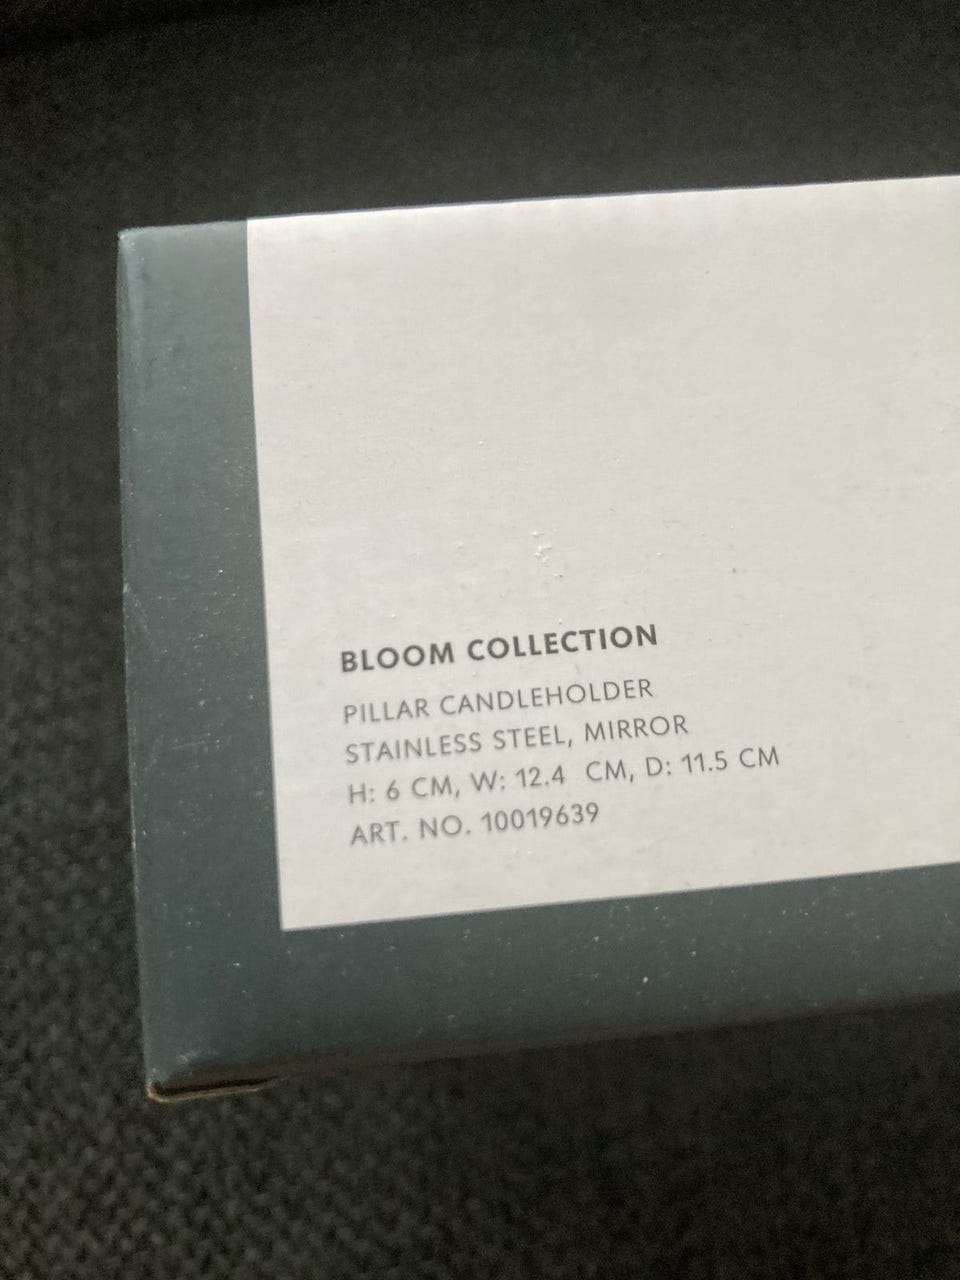 BLOOM COLLECTION
PILLAR CANDLEHOLDER
STAINLESS STEEL, MIRROR
H: 6 CM, W: 12.4 CM, D: 11.5 CM
ART. NO. 10019639